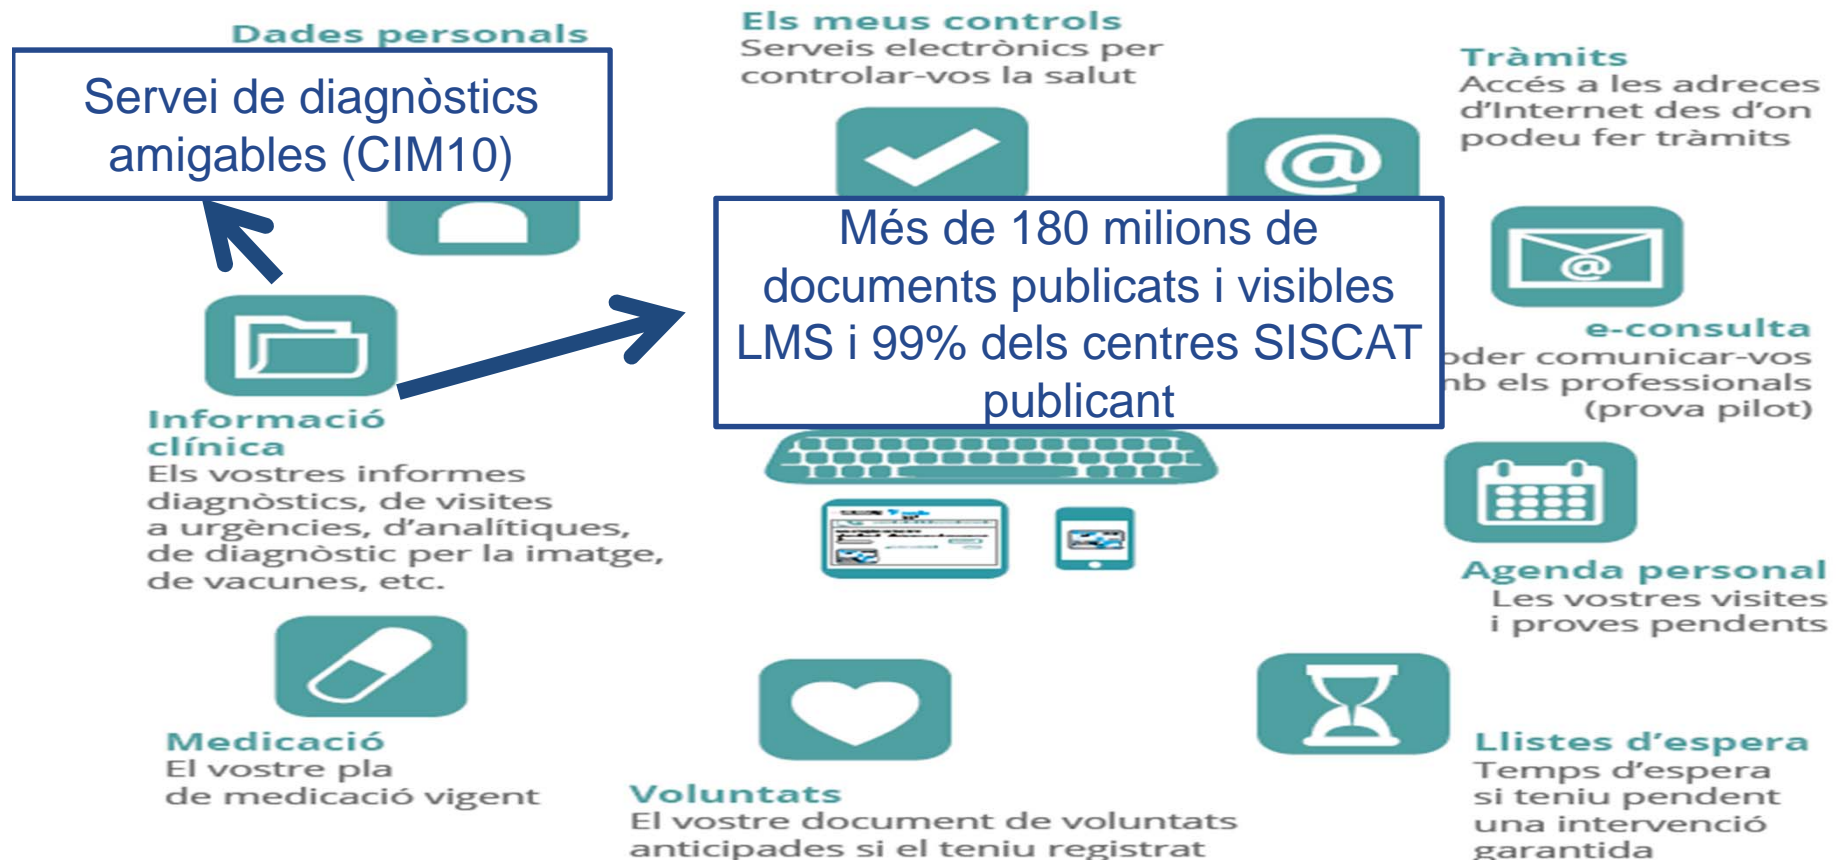 Dades personals
Servei de diagnòstics
amigables (CIM10)
Els meus controls
Serveis electrònics per
controlar-vos la salut
Tràmits
Accés a les adreces
d'Internet des d'on
podeu fer tràmits
@
Més de 180 milions de
documents publicats i visibles
LMS i 99% dels centres SISCAT
publicant
@
e-consulta
comunicar-vos
els professionals
(prova pilot)
Informació
clínica
Els vostres informes
diagnòstics, de visites
a urgències, d'analítiques,
de diagnòstic per la imatge,
de vacunes, etc.
Agenda personal
Les vostres visites
i proves pendents
Medicació
El vostre pla
de medicació vigent
Voluntats
El vostre document de voluntats
anticipades si el teniu registrat
Llistes d'espera
Temps d'espera
si teniu pendent
una intervenció
garantida